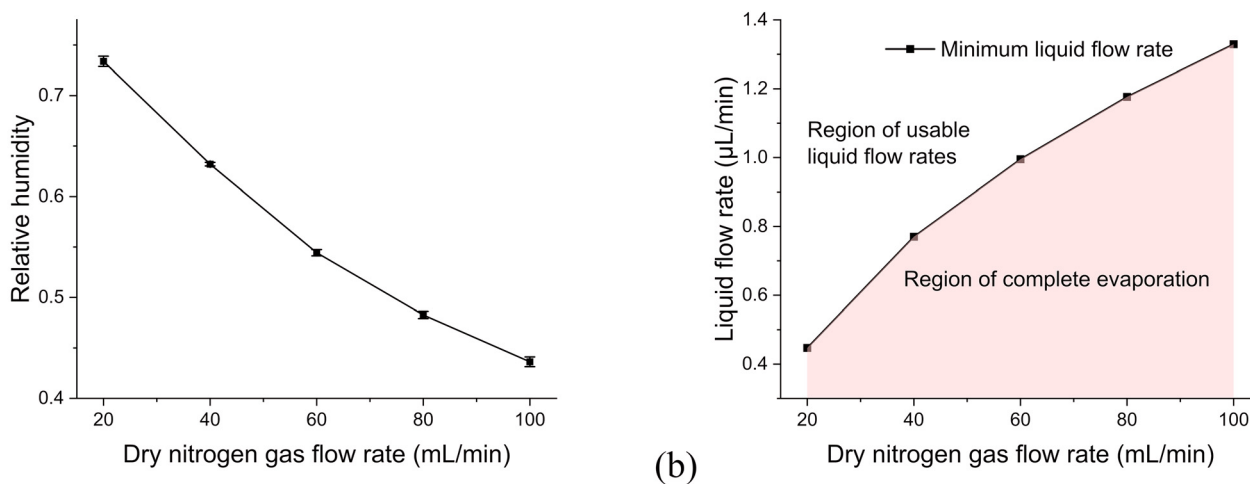 0.7
0.6
0.5
0.4
Relative humidity
20 40 60 80 100
Dry nitrogen gas flow rate (mL/min)
(b)
1.4
1.2
1.0
0.8
0.6
0.4
Liquid flow rate (µL/min)
Minimum liquid flow rate
Region of usable
liquid flow rates
Region of complete evaporation
20 40 60 80 100
Dry nitrogen gas flow rate (mL/min)